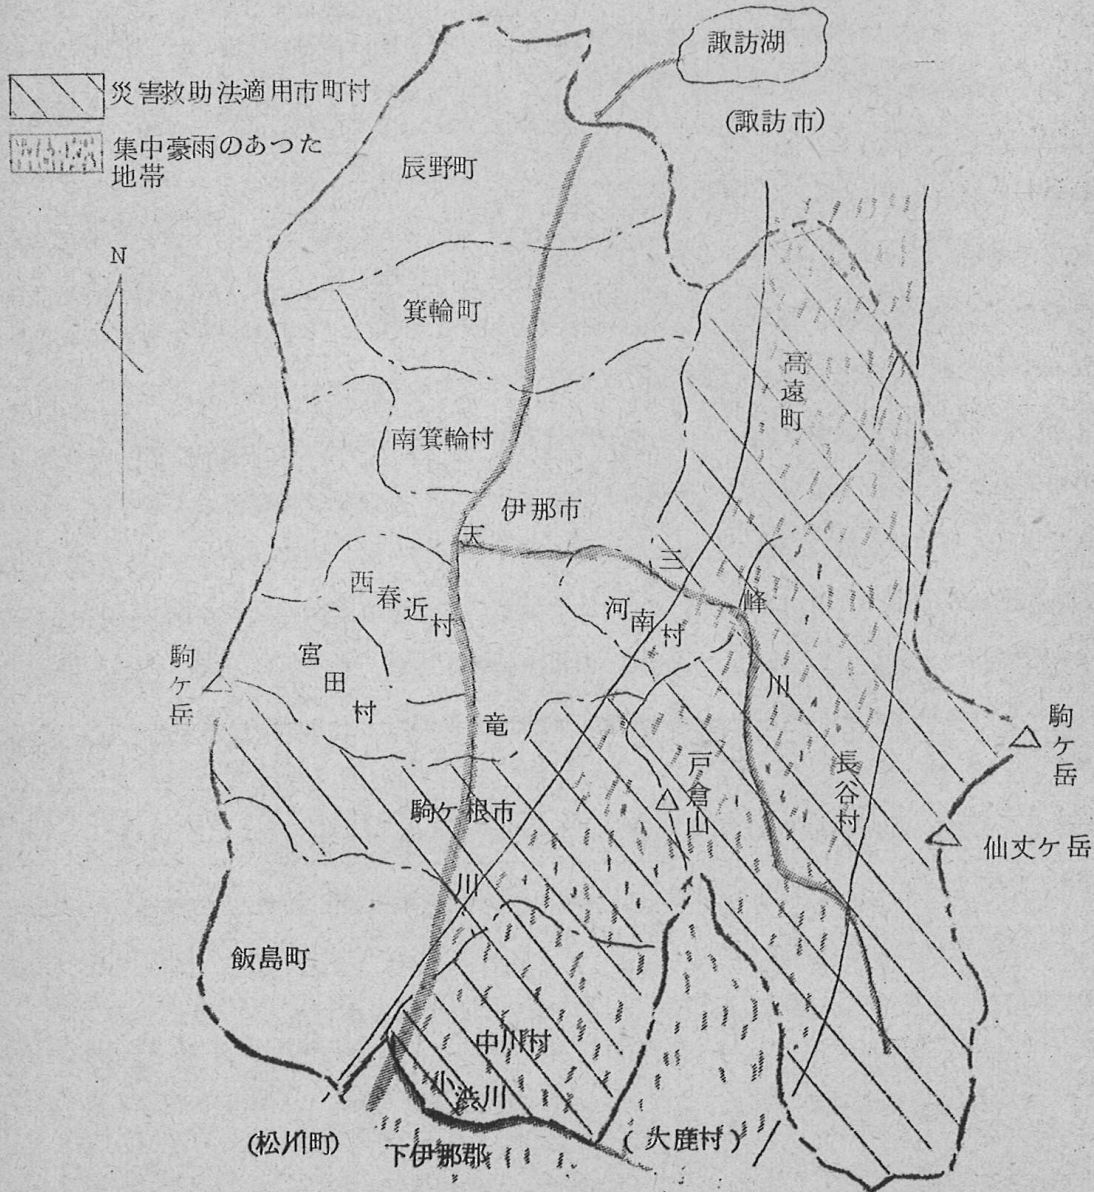 諏訪湖
災害救助法適用市町村
(諏訪市)
集中豪雨のあつた
地帯
辰野町
N
箕輪町
高遠町
南箕輪村
伊那市
天
三
西春近村
河南村
峰
宮田村
駒ヶ岳
川
竜
駒ヶ岳
戸倉山
長谷村
駒ヶ根市
仙丈ケ岳
川
飯島町
中川村
小渋川
(松川町)
下伊那郡
(大鹿村)